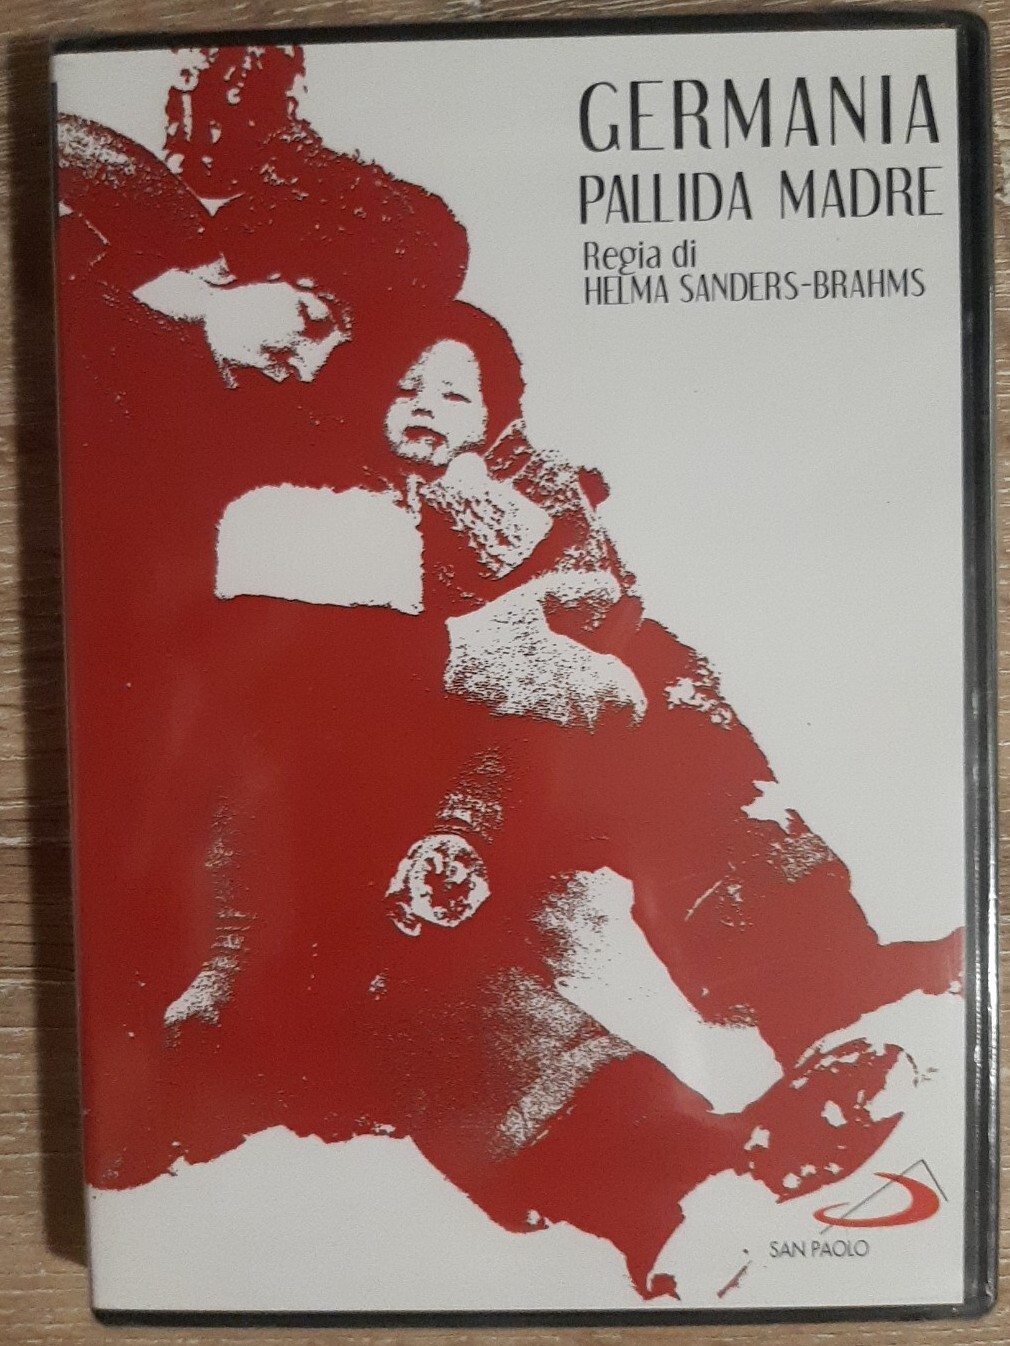 GERMANIA
PALLIDA MADRE
Regia di
HELMA SANDERS-BRAHMS
SAN PAOLO